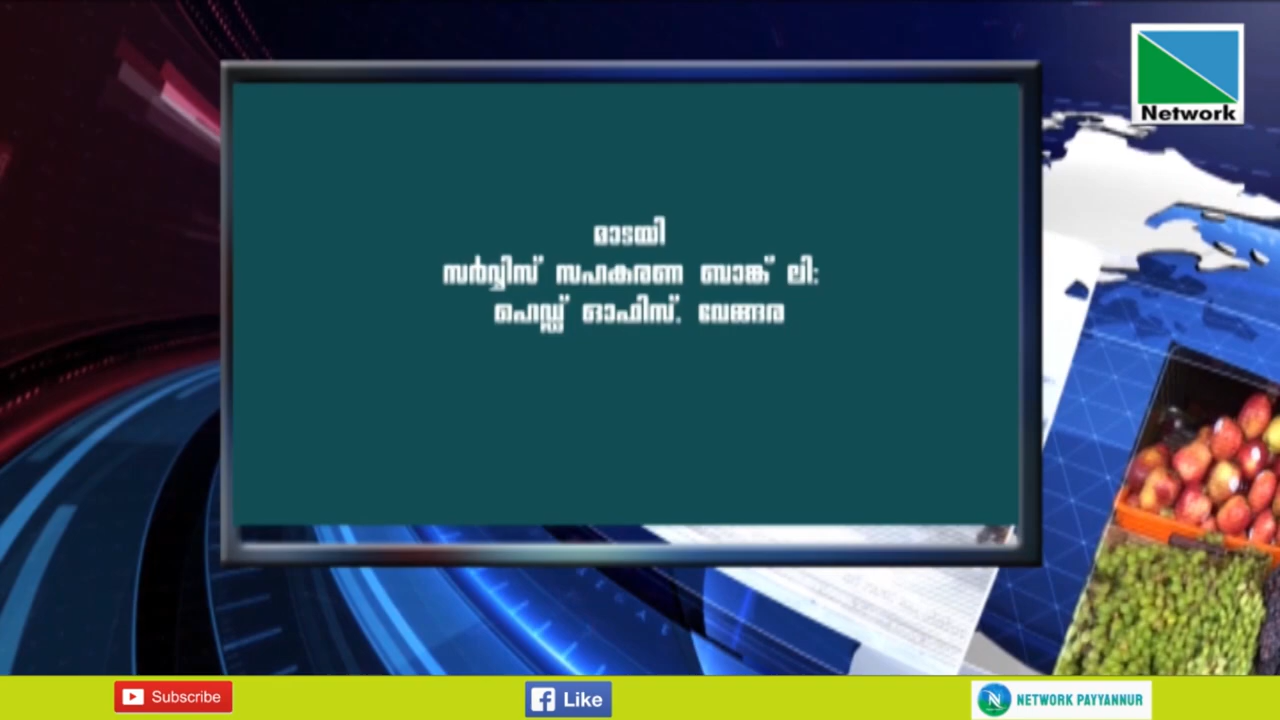 Network
മാടായി
സർവ്വിസ് സഹകരണ ബാങ്ക് ലി:
ഹെഡ്ഡ് ഓഫിസ്. വേങ്ങര
Subscribe
Like
NETWORK PAYYANNUR